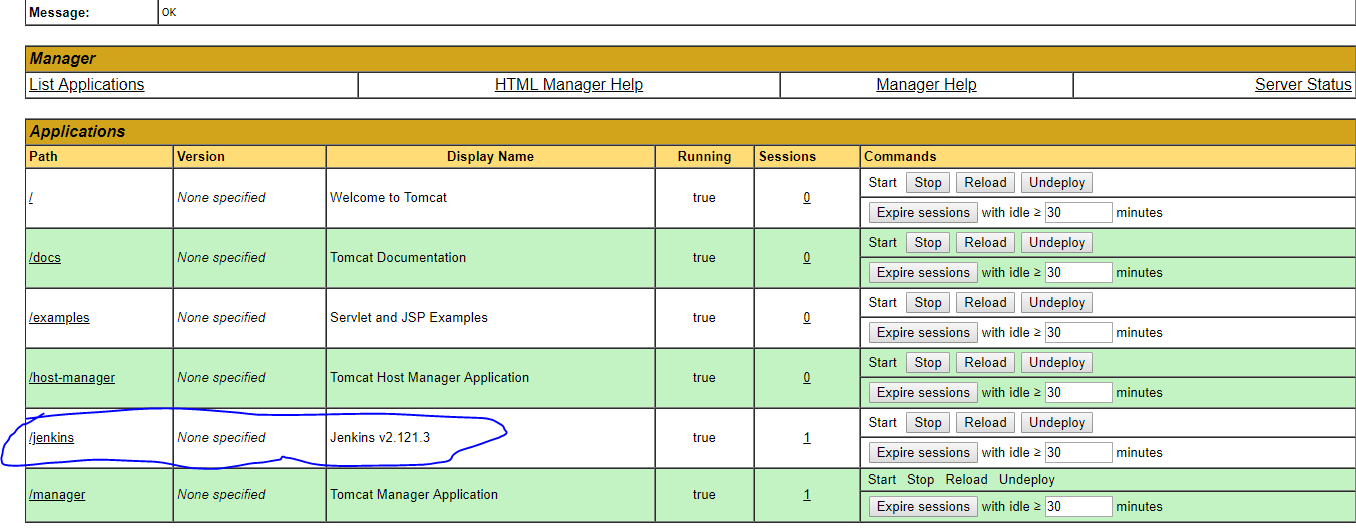 Message: OK
Manager
List Applications HTML Manager Help Manager Help Server Status
Applications
Path Version Display Name Running Sessions Commands
/ None specified Welcome to Tomcat true 0 Start Stop Reload Undeploy
Expire sessions with idle ≥ 30 minutes
/docs None specified Tomcat Documentation true 0 Start Stop Reload Undeploy
Expire sessions with idle ≥ 30 minutes
/examples None specified Servlet and JSP Examples true 0 Start Stop Reload Undeploy
Expire sessions with idle ≥ 30 minutes
/host-manager None specified Tomcat Host Manager Application true 0 Start Stop Reload Undeploy
Expire sessions with idle ≥ 30 minutes
/jenkins None specified Jenkins v2.121.3 true 1 Start Stop Reload Undeploy
Expire sessions with idle ≥ 30 minutes
/manager None specified Tomcat Manager Application true 1 Start Stop Reload Undeploy
Expire sessions with idle ≥ 30 minutes